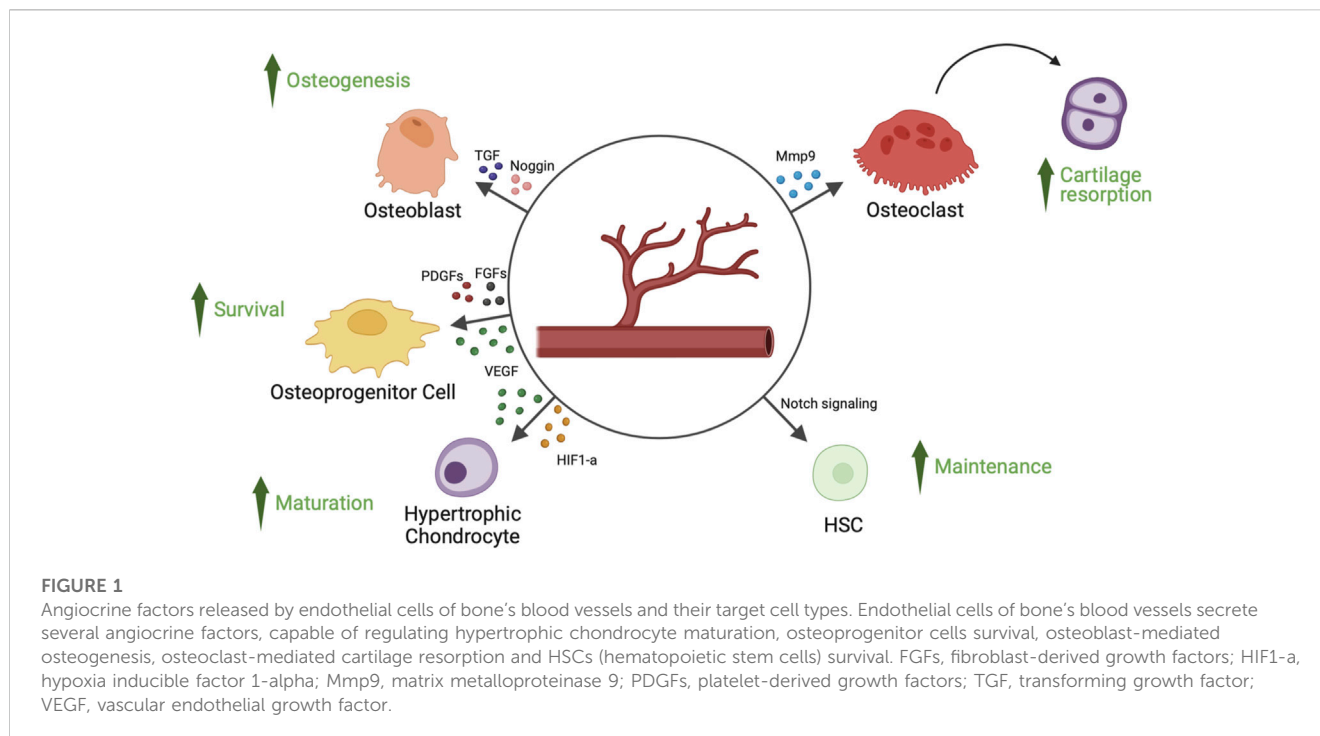 Osteogenesis
TGF
Noggin
Osteoblast
Mmp9
Osteoclast
Cartilage
resorption
PDGFs
FGFs
Survival
Osteoprogenitor Cell
VEGF
HIF1-a
Maturation
Hypertrophic
Chondrocyte
Notch signaling
Maintenance
HSC
FIGURE 1
Angiocrine factors released by endothelial cells of bone's blood vessels and their target cell types. Endothelial cells of bone's blood vessels secrete
several angiocrine factors, capable of regulating hypertrophic chondrocyte maturation, osteoprogenitor cells survival, osteoblast-mediated
osteogenesis, osteoclast-mediated cartilage resorption and HSCs (hematopoietic stem cells) survival. FGFs, fibroblast-derived growth factors; HIF1-a,
hypoxia inducible factor 1-alpha; Mmp9, matrix metalloproteinase 9; PDGFs, platelet-derived growth factors; TGF, transforming growth factor;
VEGF, vascular endothelial growth factor.